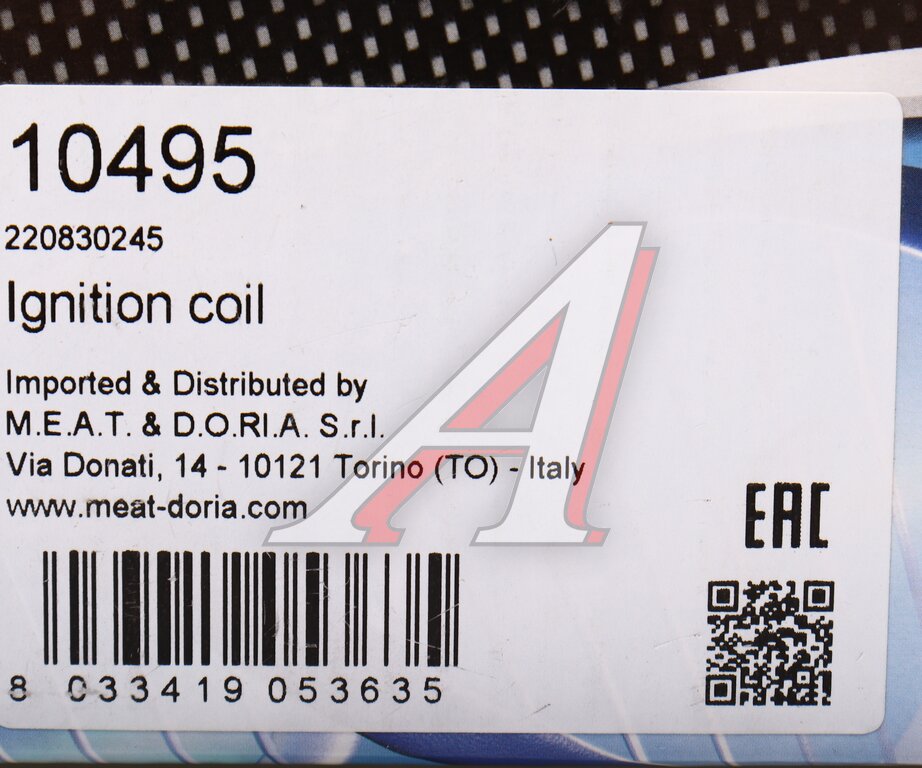 10495
220830245
Ignition coil
Imported & Distributed by
M.E.A.T. & D.O.RI.A. S.r.l.
Via Donati, 14 - 10121 Torino (TO) - Italy
www.meat-doria.com
EAC
8 033419 053635